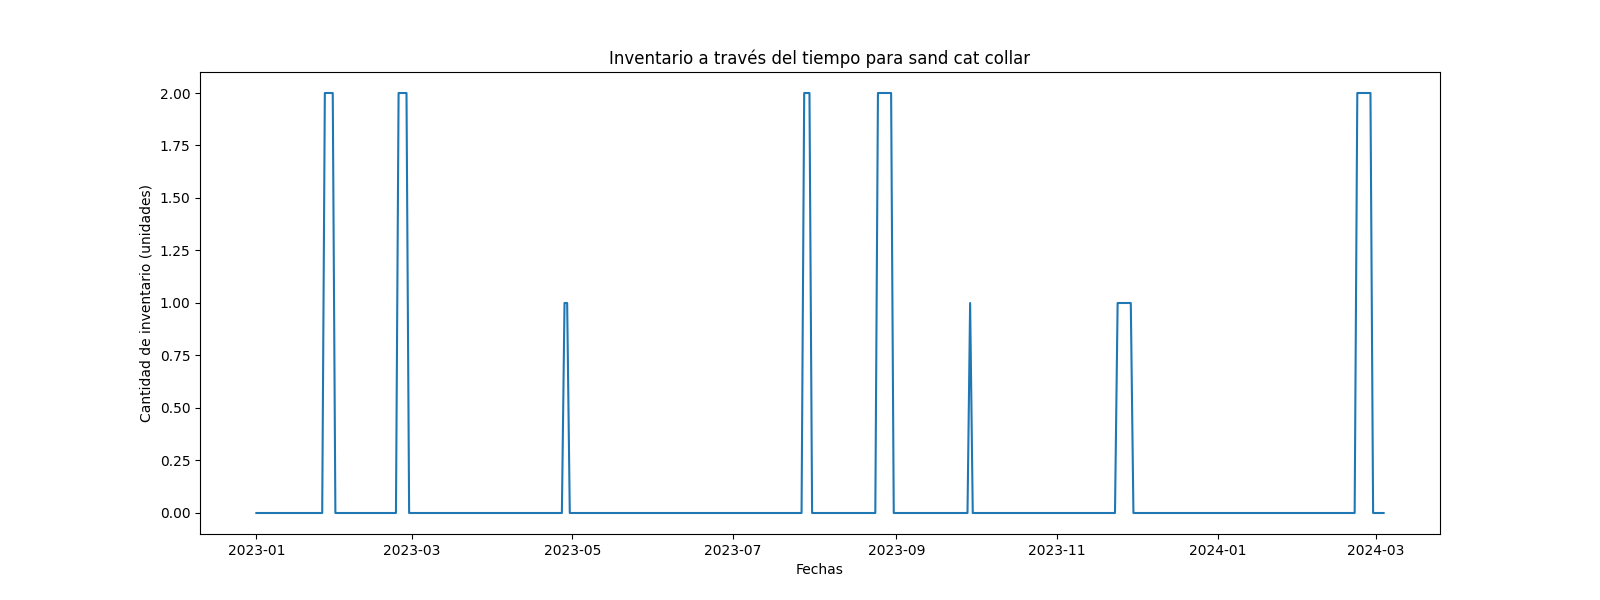 Inventario a través del tiempo para sand cat collar
Cantidad de inventario (unidades)
2.00
1.75
1.50
1.25
1.00
0.75
0.50
0.25
0.00
2023-01 2023-03 2023-05 2023-07 2023-09 2023-11 2024-01 2024-03
Fechas